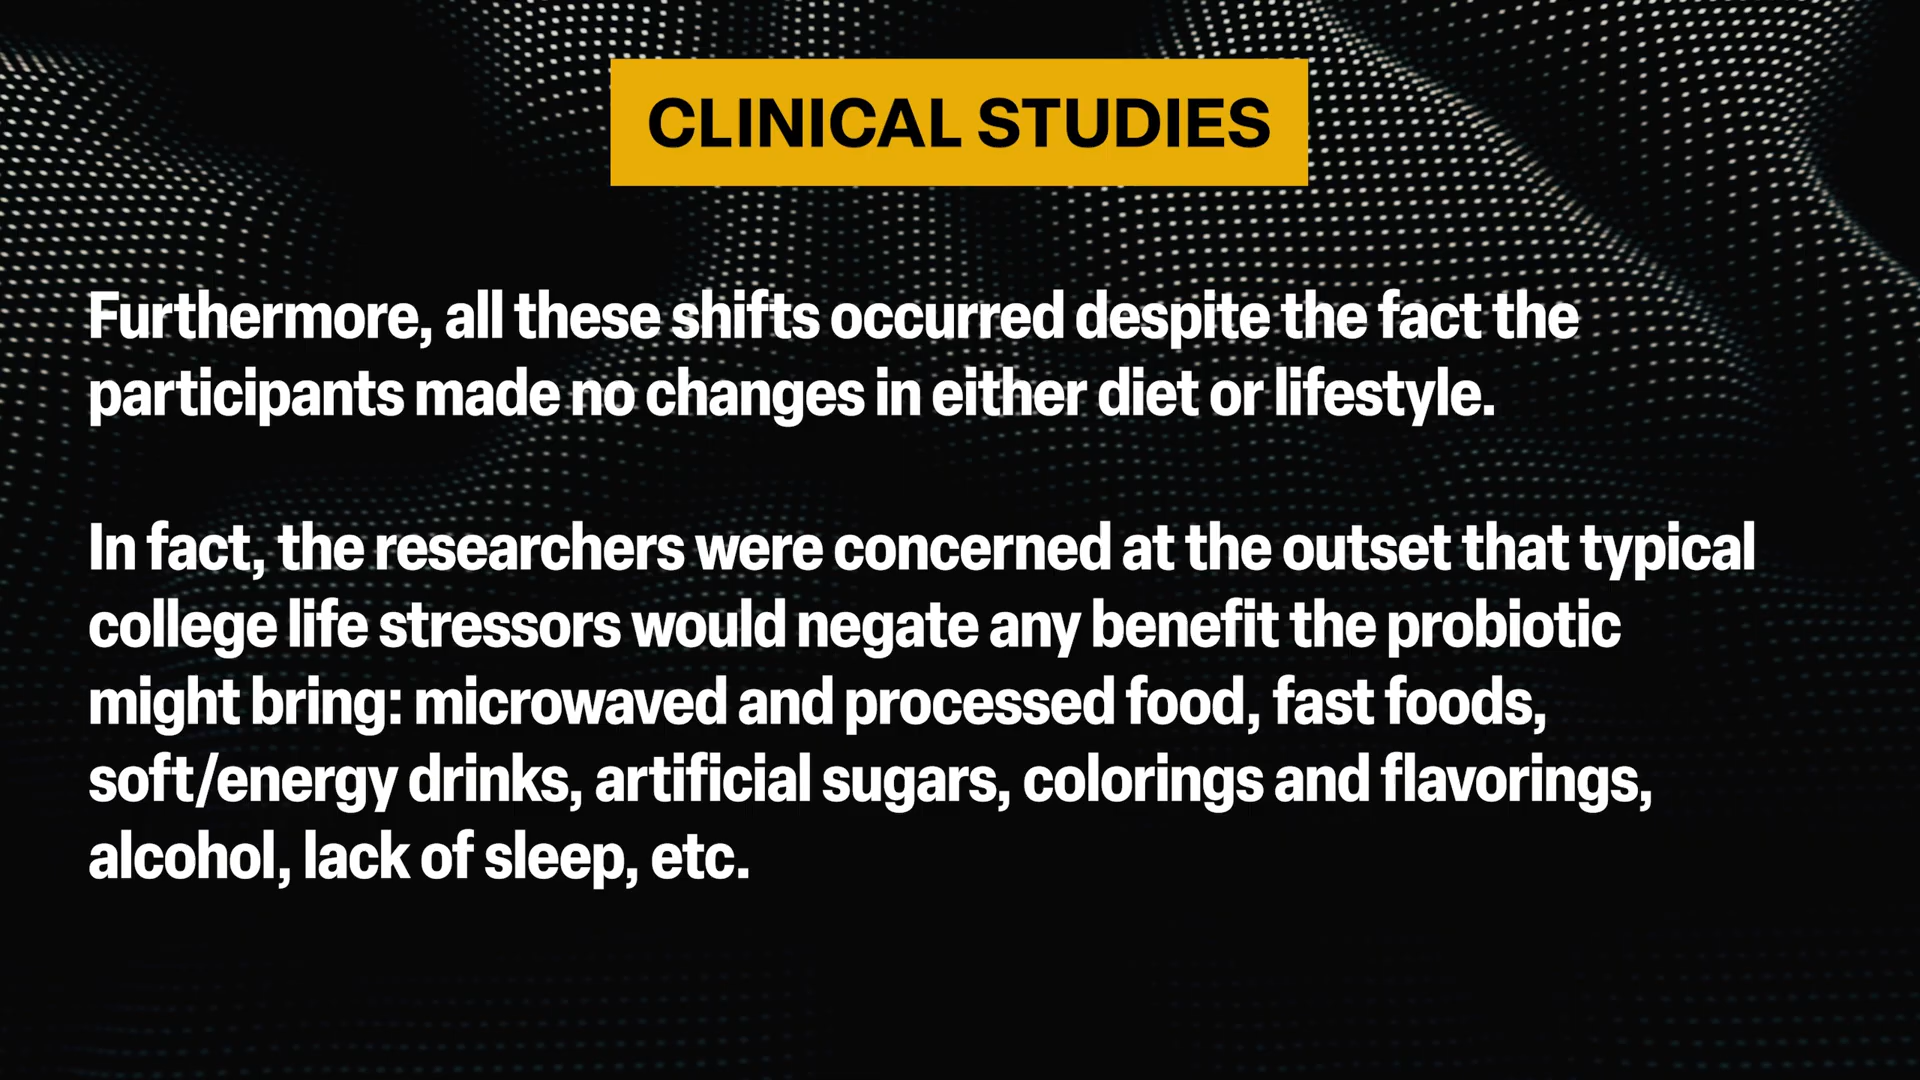 CLINICAL STUDIES
Furthermore, all these shifts occurred despite the fact the
participants made no changes in either diet or lifestyle.
In fact, the researchers were concerned at the outset that typical
college life stressors would negate any benefit the probiotic
might bring: microwaved and processed food, fast foods,
soft/energy drinks, artificial sugars, colorings and flavorings,
alcohol, lack of sleep, etc.